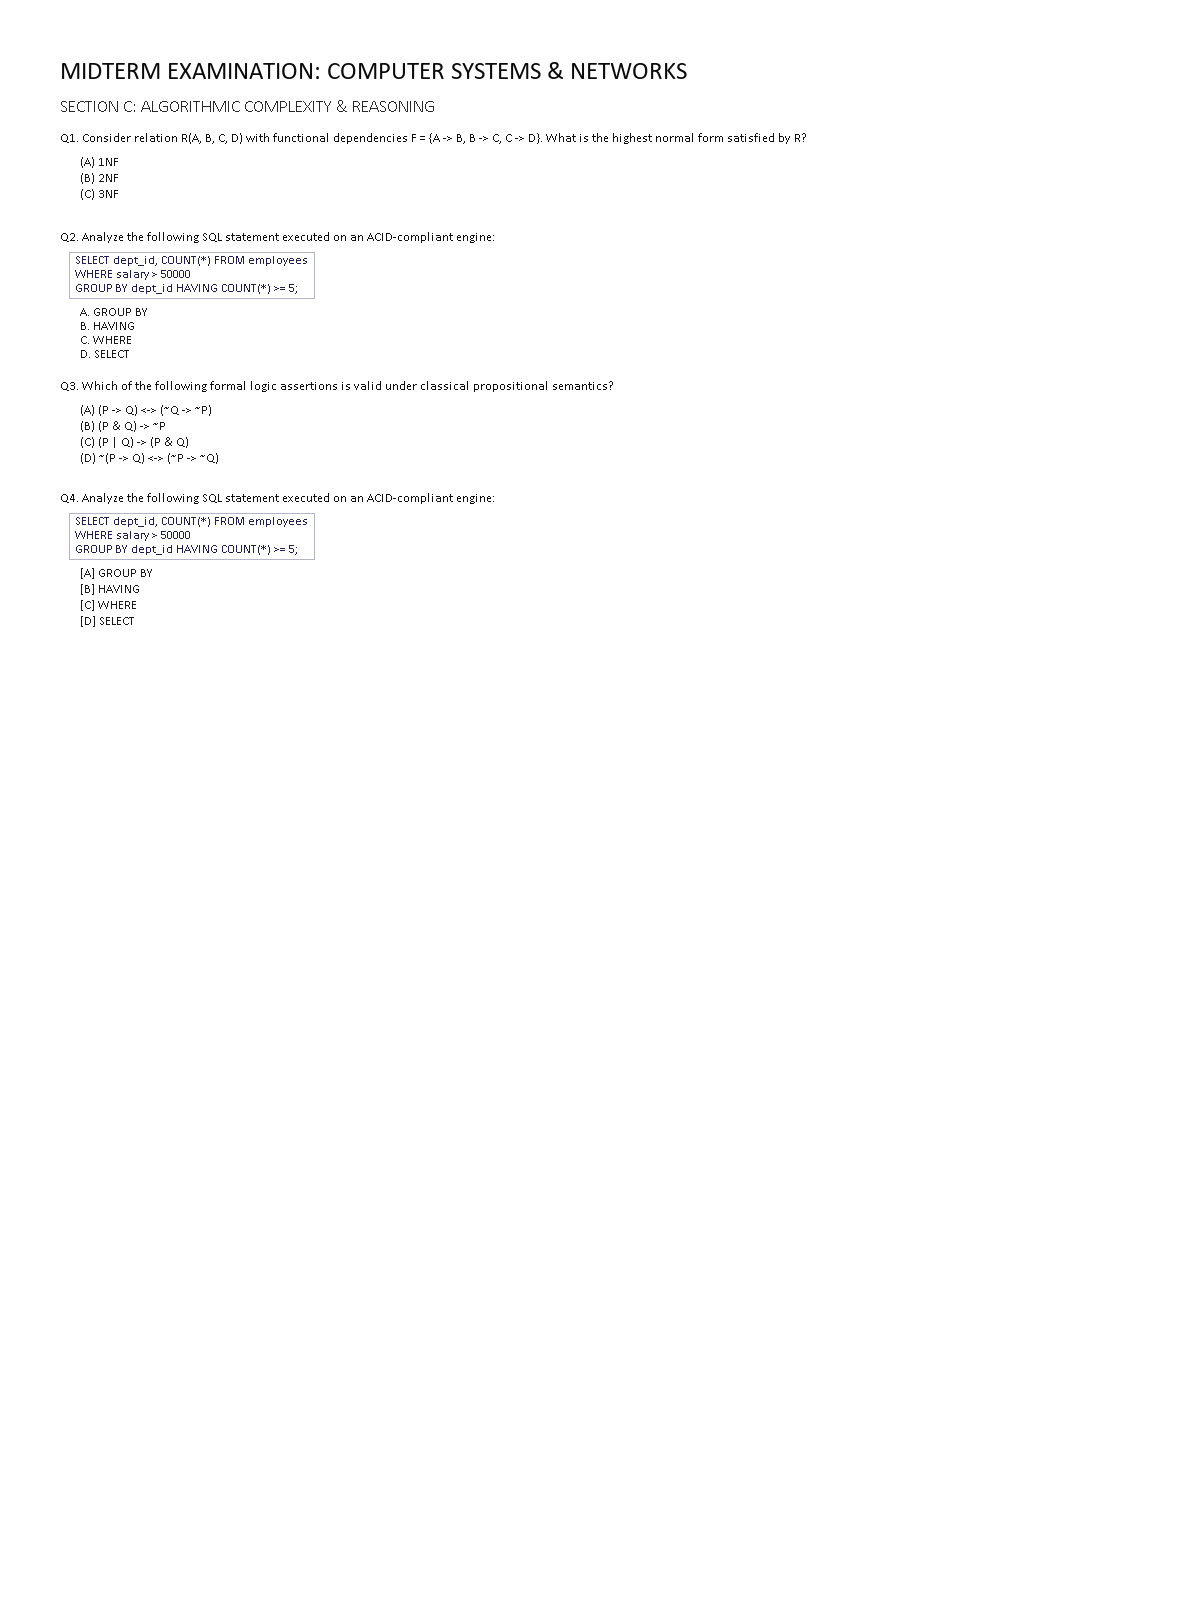 MIDTERM EXAMINATION: COMPUTER SYSTEMS & NETWORKS
SECTION C: ALGORITHMIC COMPLEXITY & REASONING
Q1. Consider relation R(A, B, C, D) with functional dependencies F = {A -> B, B -> C, C -> D}. What is the highest normal form satisfied by R?
(A) 1NF
(B) 2NF
(C) 3NF
Q2. Analyze the following SQL statement executed on an ACID-compliant engine:
SELECT dept_id, COUNT(*) FROM employees
WHERE salary > 50000
GROUP BY dept_id HAVING COUNT(*) >= 5;
A. GROUP BY
B. HAVING
C. WHERE
D. SELECT
Q3. Which of the following formal logic assertions is valid under classical propositional semantics?
(A) (P -> Q) <-> (~Q -> ~P)
(B) (P & Q) -> ~P
(C) (P | Q) -> (P & Q)
(D) ~(P -> Q) <-> (~P -> ~Q)
Q4. Analyze the following SQL statement executed on an ACID-compliant engine:
SELECT dept_id, COUNT(*) FROM employees
WHERE salary > 50000
GROUP BY dept_id HAVING COUNT(*) >= 5;
[A] GROUP BY
[B] HAVING
[C] WHERE
[D] SELECT